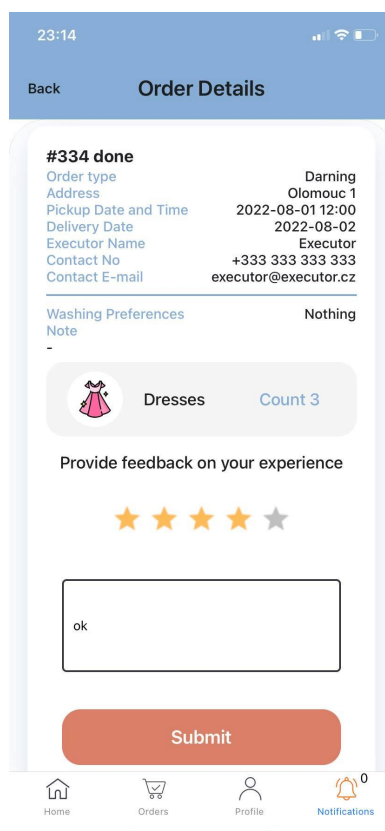 23:14
Back Order Details
#334 done
Order type Darning
Address Olomouc 1
Pickup Date and Time 2022-08-01 12:00
Delivery Date 2022-08-02
Executor Name Executor
Contact No +333 333 333 333
Contact E-mail executor@executor.cz
Washing Preferences Nothing
Note
-
Dresses Count 3
Provide feedback on your experience
ok
Submit
0
Home Orders Profile Notifications